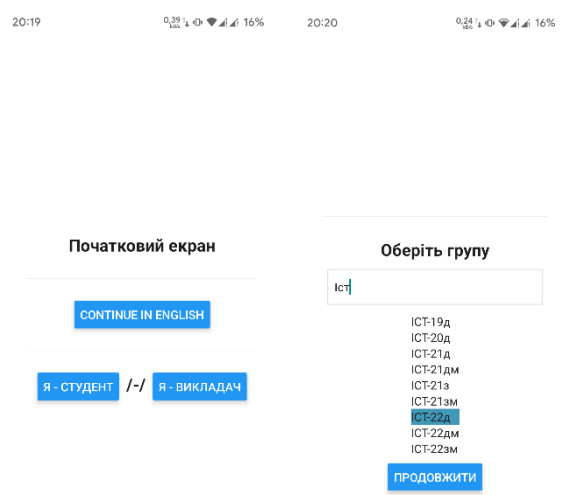 20:19 0,39 kB/s 16%
Початковий екран
CONTINUE IN ENGLISH
Я - СТУДЕНТ /-/ Я - ВИКЛАДАЧ
20:20 0,24 kB/s 16%
Оберіть групу
Іст
ІСТ-19д
ІСТ-20д
ІСТ-21д
ІСТ-21дм
ІСТ-21з
ІСТ-21зм
ІСТ-22д
ІСТ-22дм
ІСТ-22зм
ПРОДОВЖИТИ